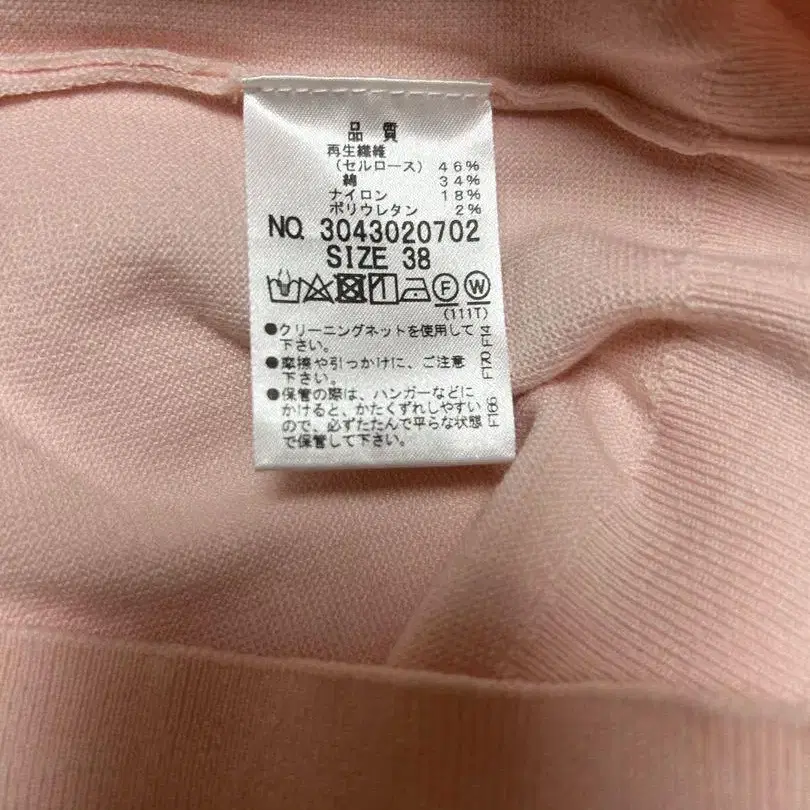 品質
再生繊維
(セルロース) 46%
綿 34%
ナイロン 18%
ポリウレタン 2%
NO. 3043020702
SIZE 38
F W
(111T)
●クリーニングネットを使用して
下さい。
●摩擦や引っかけに、ご注意
下さい。
●保管の際は、ハンガーなどに
かけると、かたくずれしやすい
ので、必ずたたんで平らな状態
で保管して下さい。
F166 F170 F14